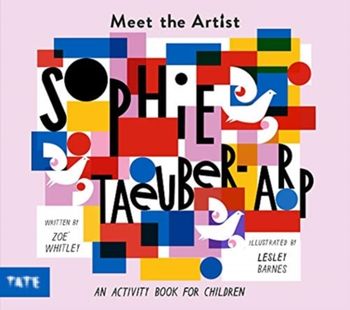 Meet the Artist
SOPHIE
TAEUBER-ARP
WRITTEN BY
ZOÉ
WHITLEY
ILLUSTRATED BY
LESLEY
BARNES
TATE
AN ACTIVITY BOOK FOR CHILDREN